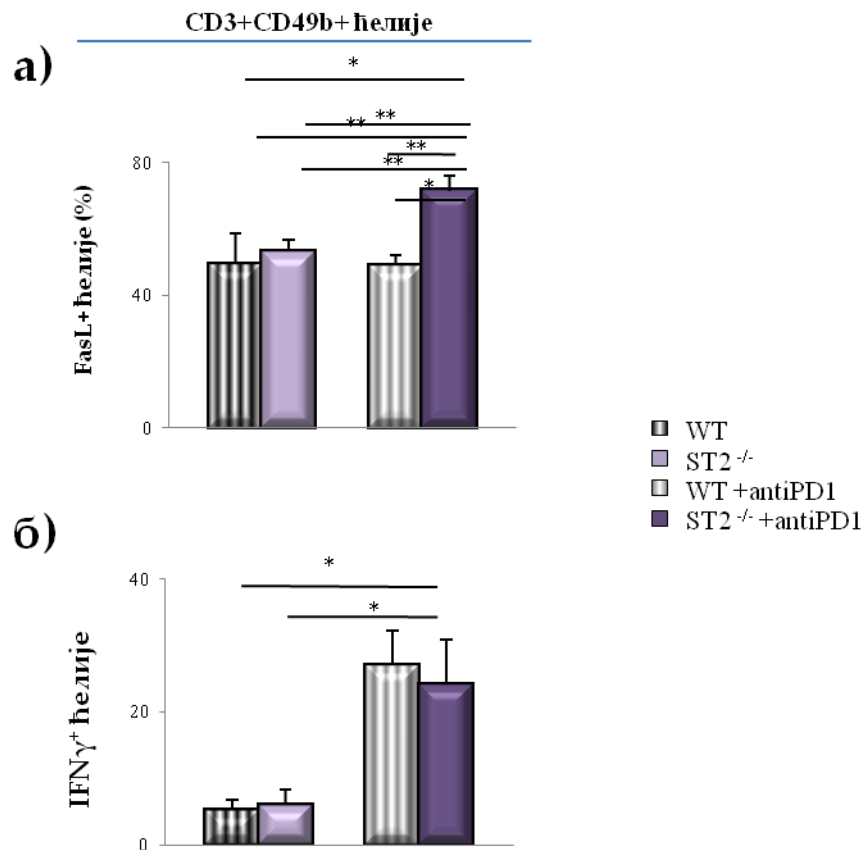 CD3+CD49b+ ћелије
а)
*
**
**
**
**
*
80
40
0
FasL+ ћелије (%)
WT
ST2 -/-
WT +antiPD1
ST2 -/- +antiPD1
б)
*
*
40
20
0
IFNγ+ ћелије